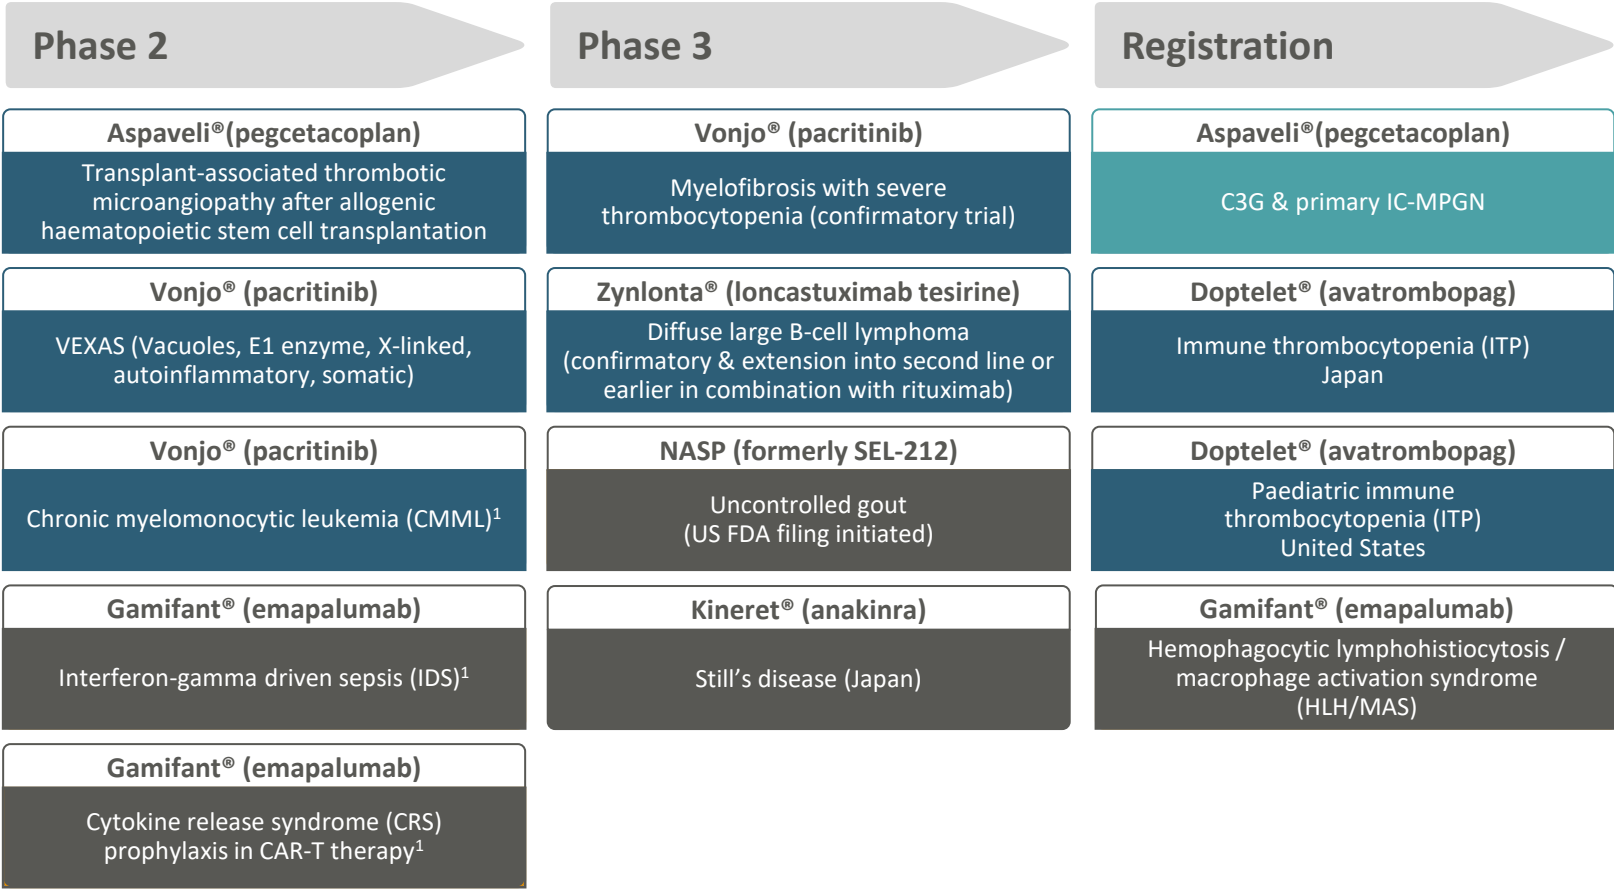 Phase 2
Aspaveli®(pegcetacoplan)
Transplant-associated thrombotic
microangiopathy after allogenic
haematopoietic stem cell transplantation
Vonjo® (pacritinib)
VEXAS (Vacuoles, E1 enzyme, X-linked,
autoinflammatory, somatic)
Vonjo® (pacritinib)
Chronic myelomonocytic leukemia (CMML)¹
Gamifant® (emapalumab)
Interferon-gamma driven sepsis (IDS)¹
Gamifant® (emapalumab)
Cytokine release syndrome (CRS)
prophylaxis in CAR-T therapy¹
Phase 3
Vonjo® (pacritinib)
Myelofibrosis with severe
thrombocytopenia (confirmatory trial)
Zynlonta® (loncastuximab tesirine)
Diffuse large B-cell lymphoma
(confirmatory & extension into second line or
earlier in combination with rituximab)
NASP (formerly SEL-212)
Uncontrolled gout
(US FDA filing initiated)
Kineret® (anakinra)
Still’s disease (Japan)
Registration
Aspaveli®(pegcetacoplan)
C3G & primary IC-MPGN
Doptelet® (avatrombopag)
Immune thrombocytopenia (ITP)
Japan
Doptelet® (avatrombopag)
Paediatric immune
thrombocytopenia (ITP)
United States
Gamifant® (emapalumab)
Hemophagocytic lymphohistiocytosis /
macrophage activation syndrome
(HLH/MAS)